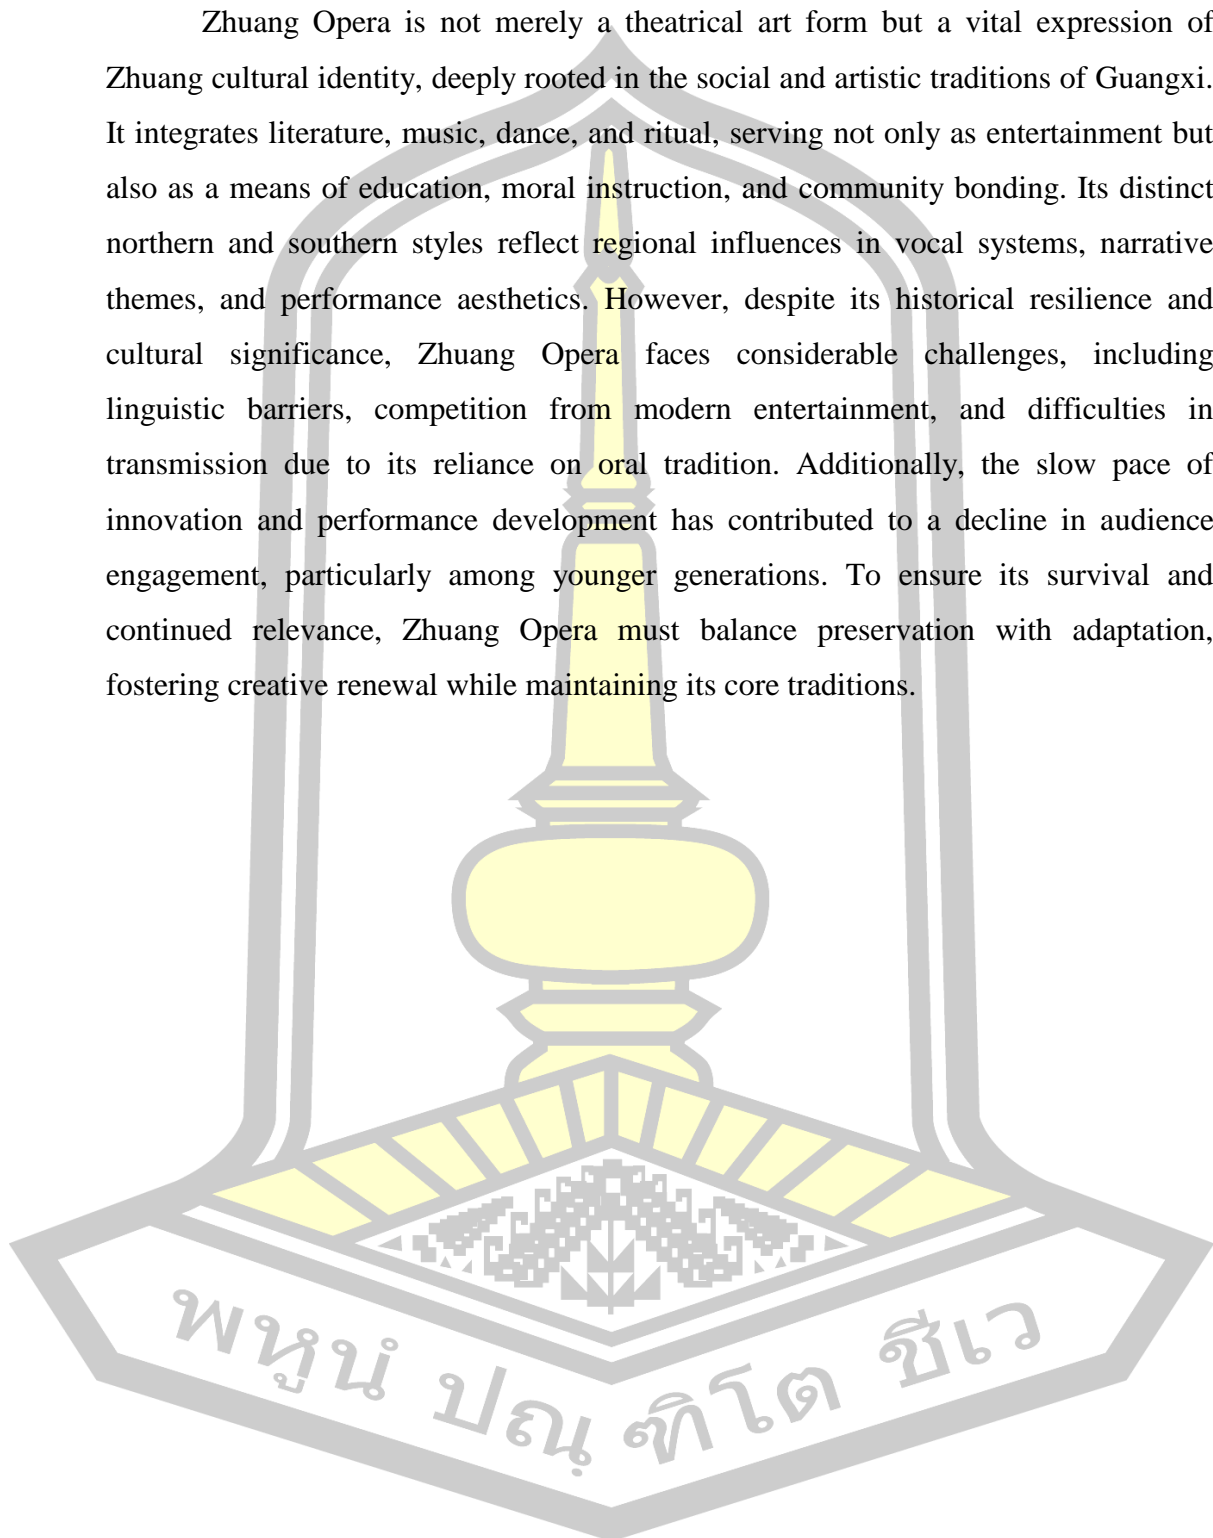 Zhuang Opera is not merely a theatrical art form but a vital expression of
Zhuang cultural identity, deeply rooted in the social and artistic traditions of Guangxi.
It integrates literature, music, dance, and ritual, serving not only as entertainment but
also as a means of education, moral instruction, and community bonding. Its distinct
northern and southern styles reflect regional influences in vocal systems, narrative
themes, and performance aesthetics. However, despite its historical resilience and
cultural significance, Zhuang Opera faces considerable challenges, including
linguistic barriers, competition from modern entertainment, and difficulties in
transmission due to its reliance on oral tradition. Additionally, the slow pace of
innovation and performance development has contributed to a decline in audience
engagement, particularly among younger generations. To ensure its survival and
continued relevance, Zhuang Opera must balance preservation with adaptation,
fostering creative renewal while maintaining its core traditions.
พหูนํ ปณฺฑิโต ชีเว